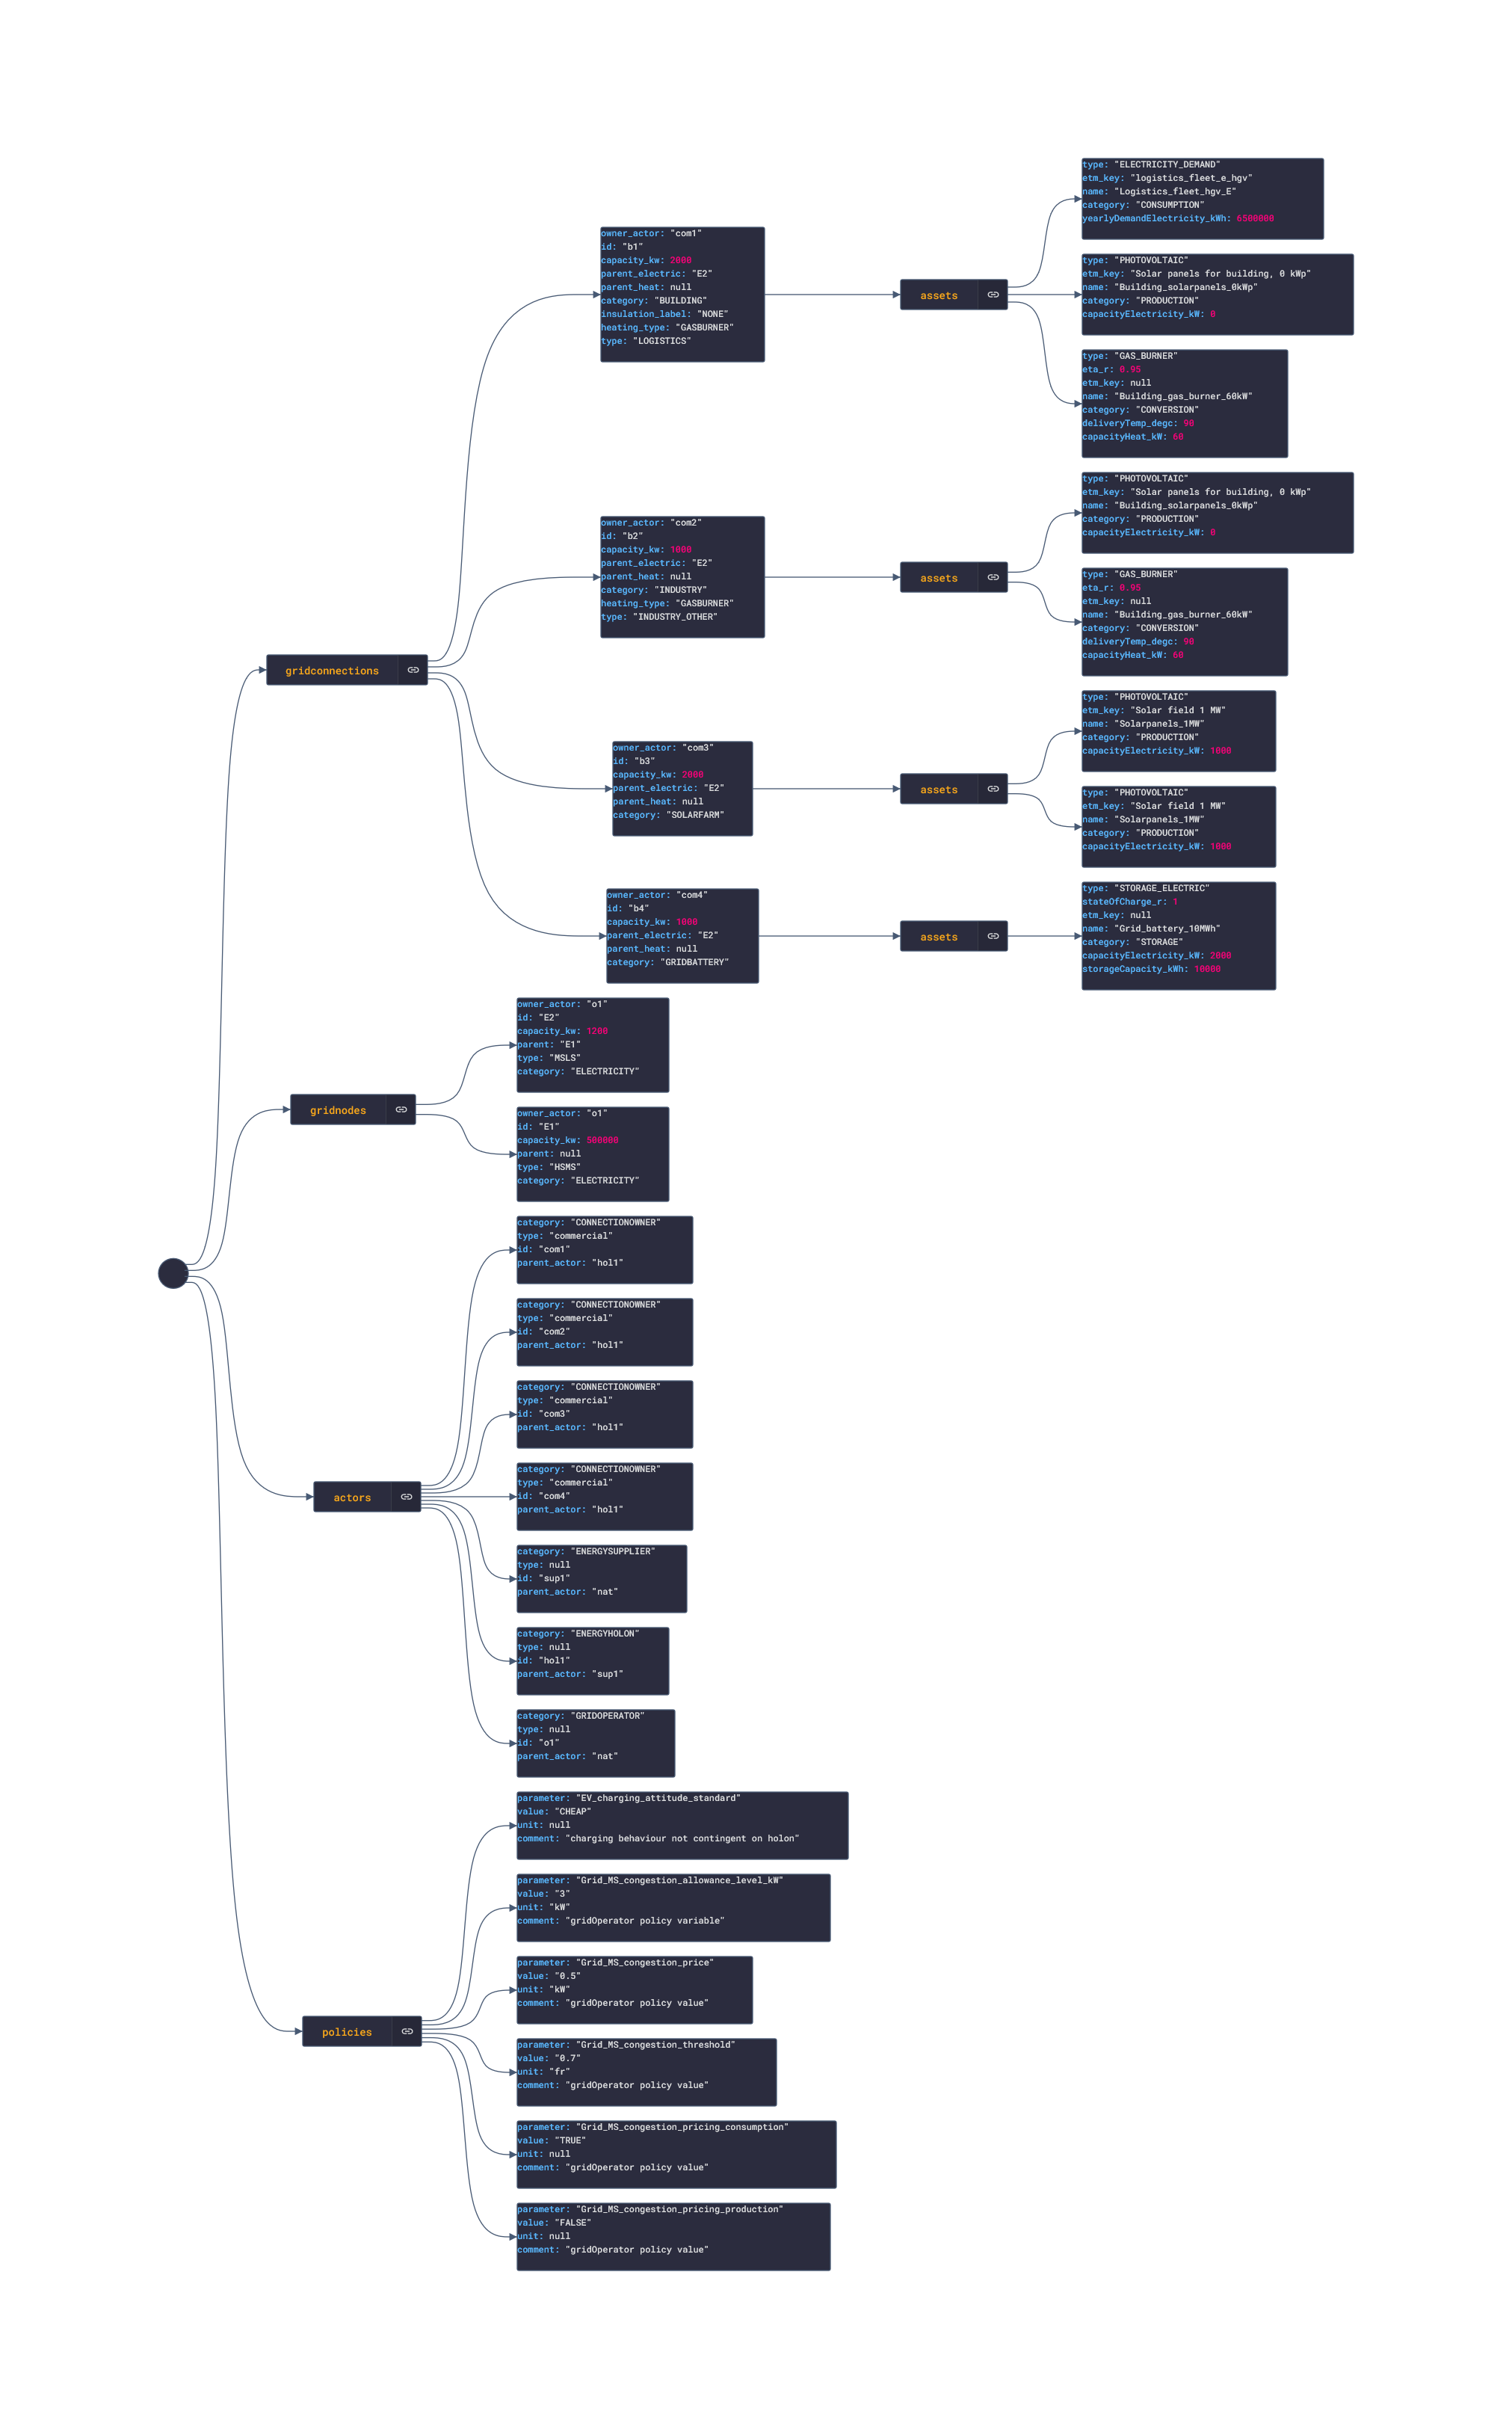 gridconnections
owner_actor: "com1"
id: "b1"
capacity_kw: 2000
parent_electric: "E2"
parent_heat: null
category: "BUILDING"
insulation_label: "NONE"
heating_type: "GASBURNER"
type: "LOGISTICS"
assets
type: "ELECTRICITY_DEMAND"
etm_key: "logistics_fleet_e_hgv"
name: "Logistics_fleet_hgv_E"
category: "CONSUMPTION"
yearlyDemandElectricity_kWh: 6500000
type: "PHOTOVOLTAIC"
etm_key: "Solar panels for building, 0 kWp"
name: "Building_solarpanels_0kWp"
category: "PRODUCTION"
capacityElectricity_kW: 0
type: "GAS_BURNER"
eta_r: 0.95
etm_key: null
name: "Building_gas_burner_60kW"
category: "CONVERSION"
deliveryTemp_degc: 90
capacityHeat_kW: 60
owner_actor: "com2"
id: "b2"
capacity_kw: 1000
parent_electric: "E2"
parent_heat: null
category: "INDUSTRY"
heating_type: "GASBURNER"
type: "INDUSTRY_OTHER"
assets
type: "PHOTOVOLTAIC"
etm_key: "Solar panels for building, 0 kWp"
name: "Building_solarpanels_0kWp"
category: "PRODUCTION"
capacityElectricity_kW: 0
type: "GAS_BURNER"
eta_r: 0.95
etm_key: null
name: "Building_gas_burner_60kW"
category: "CONVERSION"
deliveryTemp_degc: 90
capacityHeat_kW: 60
owner_actor: "com3"
id: "b3"
capacity_kw: 2000
parent_electric: "E2"
parent_heat: null
category: "SOLARFARM"
assets
type: "PHOTOVOLTAIC"
etm_key: "Solar field 1 MW"
name: "Solarpanels_1MW"
category: "PRODUCTION"
capacityElectricity_kW: 1000
type: "PHOTOVOLTAIC"
etm_key: "Solar field 1 MW"
name: "Solarpanels_1MW"
category: "PRODUCTION"
capacityElectricity_kW: 1000
owner_actor: "com4"
id: "b4"
capacity_kw: 1000
parent_electric: "E2"
parent_heat: null
category: "GRIDBATTERY"
assets
type: "STORAGE_ELECTRIC"
stateOfCharge_r: 1
etm_key: null
name: "Grid_battery_10MWh"
category: "STORAGE"
capacityElectricity_kW: 2000
storageCapacity_kWh: 10000
gridnodes
owner_actor: "o1"
id: "E2"
capacity_kw: 1200
parent: "E1"
type: "MSLS"
category: "ELECTRICITY"
owner_actor: "o1"
id: "E1"
capacity_kw: 500000
parent: null
type: "HSMS"
category: "ELECTRICITY"
actors
category: "CONNECTIONOWNER"
type: "commercial"
id: "com1"
parent_actor: "hol1"
category: "CONNECTIONOWNER"
type: "commercial"
id: "com2"
parent_actor: "hol1"
category: "CONNECTIONOWNER"
type: "commercial"
id: "com3"
parent_actor: "hol1"
category: "CONNECTIONOWNER"
type: "commercial"
id: "com4"
parent_actor: "hol1"
category: "ENERGYSUPPLIER"
type: null
id: "sup1"
parent_actor: "nat"
category: "ENERGYHOLON"
type: null
id: "hol1"
parent_actor: "sup1"
category: "GRIDOPERATOR"
type: null
id: "o1"
parent_actor: "nat"
policies
parameter: "EV_charging_attitude_standard"
value: "CHEAP"
unit: null
comment: "charging behaviour not contingent on holon"
parameter: "Grid_MS_congestion_allowance_level_kW"
value: "3"
unit: "kW"
comment: "gridOperator policy variable"
parameter: "Grid_MS_congestion_price"
value: "0.5"
unit: "kW"
comment: "gridOperator policy value"
parameter: "Grid_MS_congestion_threshold"
value: "0.7"
unit: "fr"
comment: "gridOperator policy value"
parameter: "Grid_MS_congestion_pricing_consumption"
value: "TRUE"
unit: null
comment: "gridOperator policy value"
parameter: "Grid_MS_congestion_pricing_production"
value: "FALSE"
unit: null
comment: "gridOperator policy value"